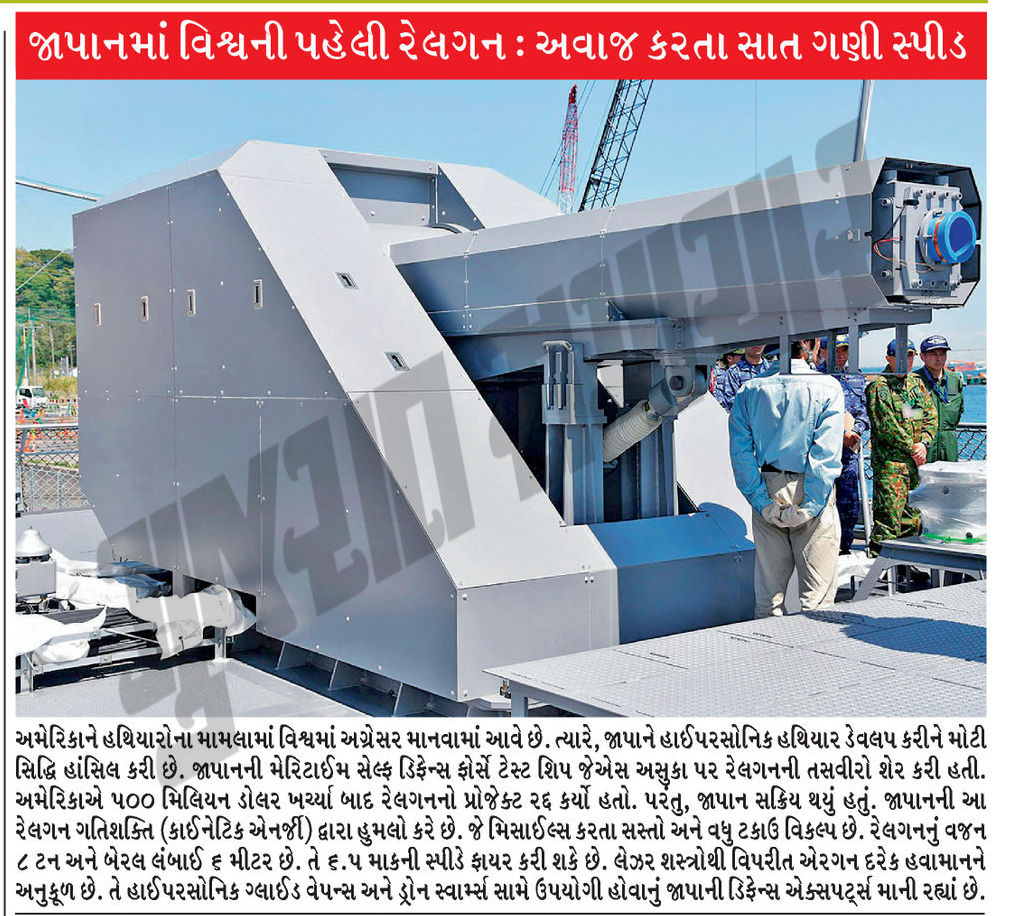 જાપાનમાં વિશ્વની પહેલી રેલગન : અવાજ કરતા સાત ગણી સ્પીડ
ગુજરાત સમાચાર
અમેરિકાને હથિયારોના મામલામાં વિશ્વમાં અગ્રેસર માનવામાં આવે છે. ત્યારે, જાપાને હાઈપરસોનિક હથિયાર ડેવલપ કરીને મોટી
સિદ્ધિ હાંસિલ કરી છે. જાપાનની મેરિટાઈમ સેલ્ફ ડિફેન્સ ફોર્સે ટેસ્ટ શિપ જેએસ અસુકા પર રેલગનની તસવીરો શેર કરી હતી.
અમેરિકાએ ૫૦૦ મિલિયન ડોલર ખર્ચ્યા બાદ રેલગનનો પ્રોજેક્ટ રદ્દ કર્યો હતો. પરંતુ, જાપાન સક્રિય થયું હતું. જાપાનની આ
રેલગન ગતિશક્તિ (કાઈનેટિક એનર્જી) દ્વારા હુમલો કરે છે. જે મિસાઈલ્સ કરતા સસ્તો અને વધુ ટકાઉ વિકલ્પ છે. રેલગનનું વજન
૮ ટન અને બેરલ લંબાઈ ૬ મીટર છે. તે ૬.૫ માકની સ્પીડે ફાયર કરી શકે છે. લેઝર શસ્ત્રોથી વિપરીત એરગન દરેક હવામાનને
અનુકૂળ છે. તે હાઈપરસોનિક ગ્લાઈડ વેપન્સ અને ડ્રોન સ્વાર્મ્સ સામે ઉપયોગી હોવાનું જાપાની ડિફેન્સ એક્સપર્ટ્સ માની રહ્યાં છે.